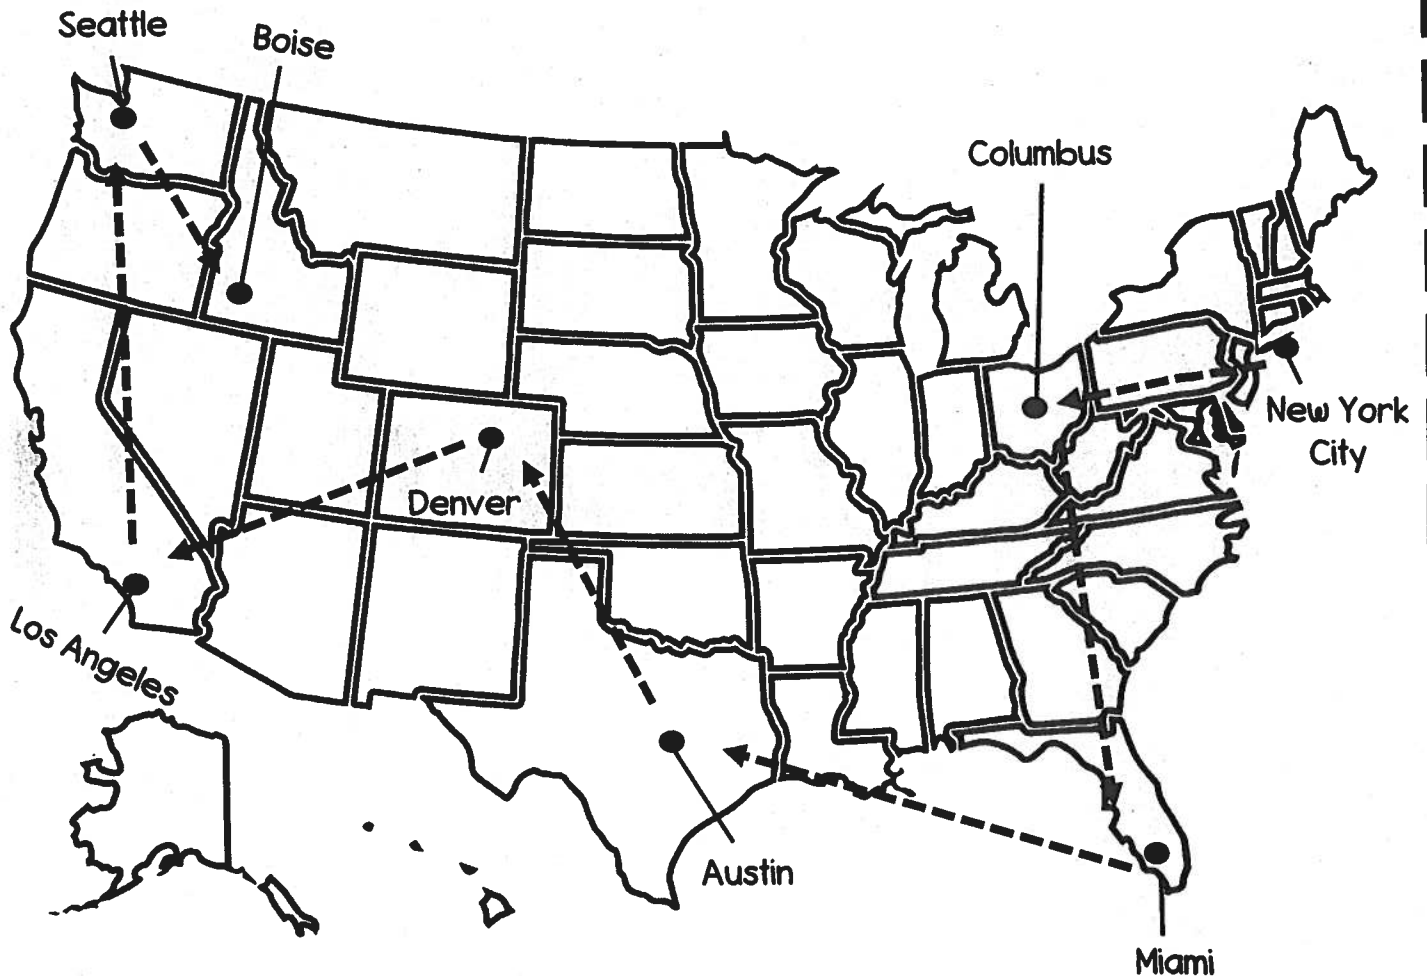 Seattle
Boise
Columbus
New York
City
Denver
Los Angeles
Austin
Miami